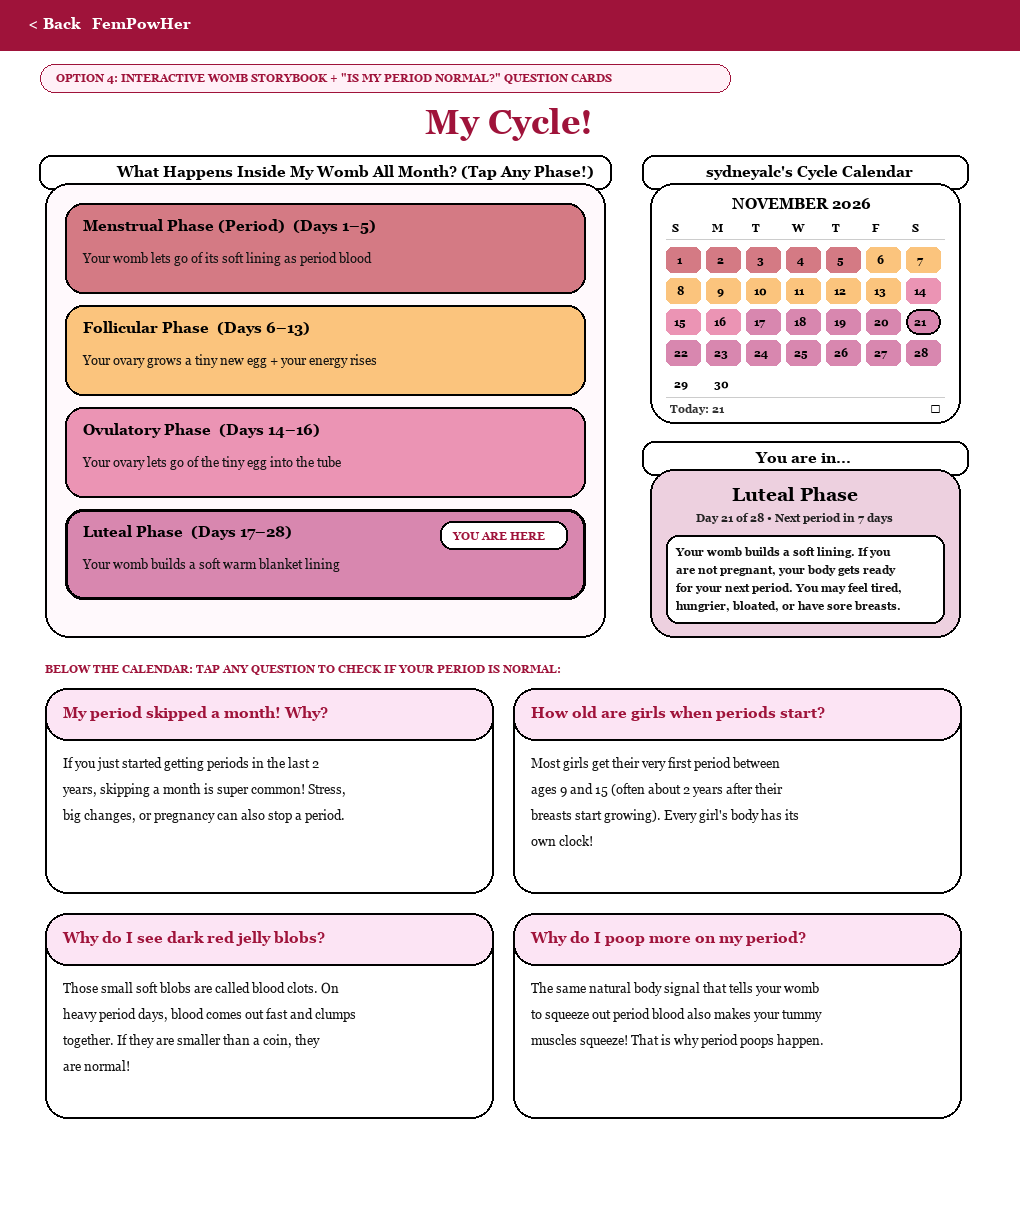 < Back FemPowHer
OPTION 4: INTERACTIVE WOMB STORYBOOK + "IS MY PERIOD NORMAL?" QUESTION CARDS
My Cycle!
What Happens Inside My Womb All Month? (Tap Any Phase!)
Menstrual Phase (Period) (Days 1–5)
Your womb lets go of its soft lining as period blood
Follicular Phase (Days 6–13)
Your ovary grows a tiny new egg + your energy rises
Ovulatory Phase (Days 14–16)
Your ovary lets go of the tiny egg into the tube
Luteal Phase (Days 17–28)
YOU ARE HERE
Your womb builds a soft warm blanket lining
sydneyalc's Cycle Calendar
NOVEMBER 2026
S M T W T F S
1 2 3 4 5 6 7
8 9 10 11 12 13 14
15 16 17 18 19 20 21
22 23 24 25 26 27 28
29 30
Today: 21
You are in...
Luteal Phase
Day 21 of 28 • Next period in 7 days
Your womb builds a soft lining. If you
are not pregnant, your body gets ready
for your next period. You may feel tired,
hungrier, bloated, or have sore breasts.
BELOW THE CALENDAR: TAP ANY QUESTION TO CHECK IF YOUR PERIOD IS NORMAL:
My period skipped a month! Why?
If you just started getting periods in the last 2
years, skipping a month is super common! Stress,
big changes, or pregnancy can also stop a period.
How old are girls when periods start?
Most girls get their very first period between
ages 9 and 15 (often about 2 years after their
breasts start growing). Every girl's body has its
own clock!
Why do I see dark red jelly blobs?
Those small soft blobs are called blood clots. On
heavy period days, blood comes out fast and clumps
together. If they are smaller than a coin, they
are normal!
Why do I poop more on my period?
The same natural body signal that tells your womb
to squeeze out period blood also makes your tummy
muscles squeeze! That is why period poops happen.